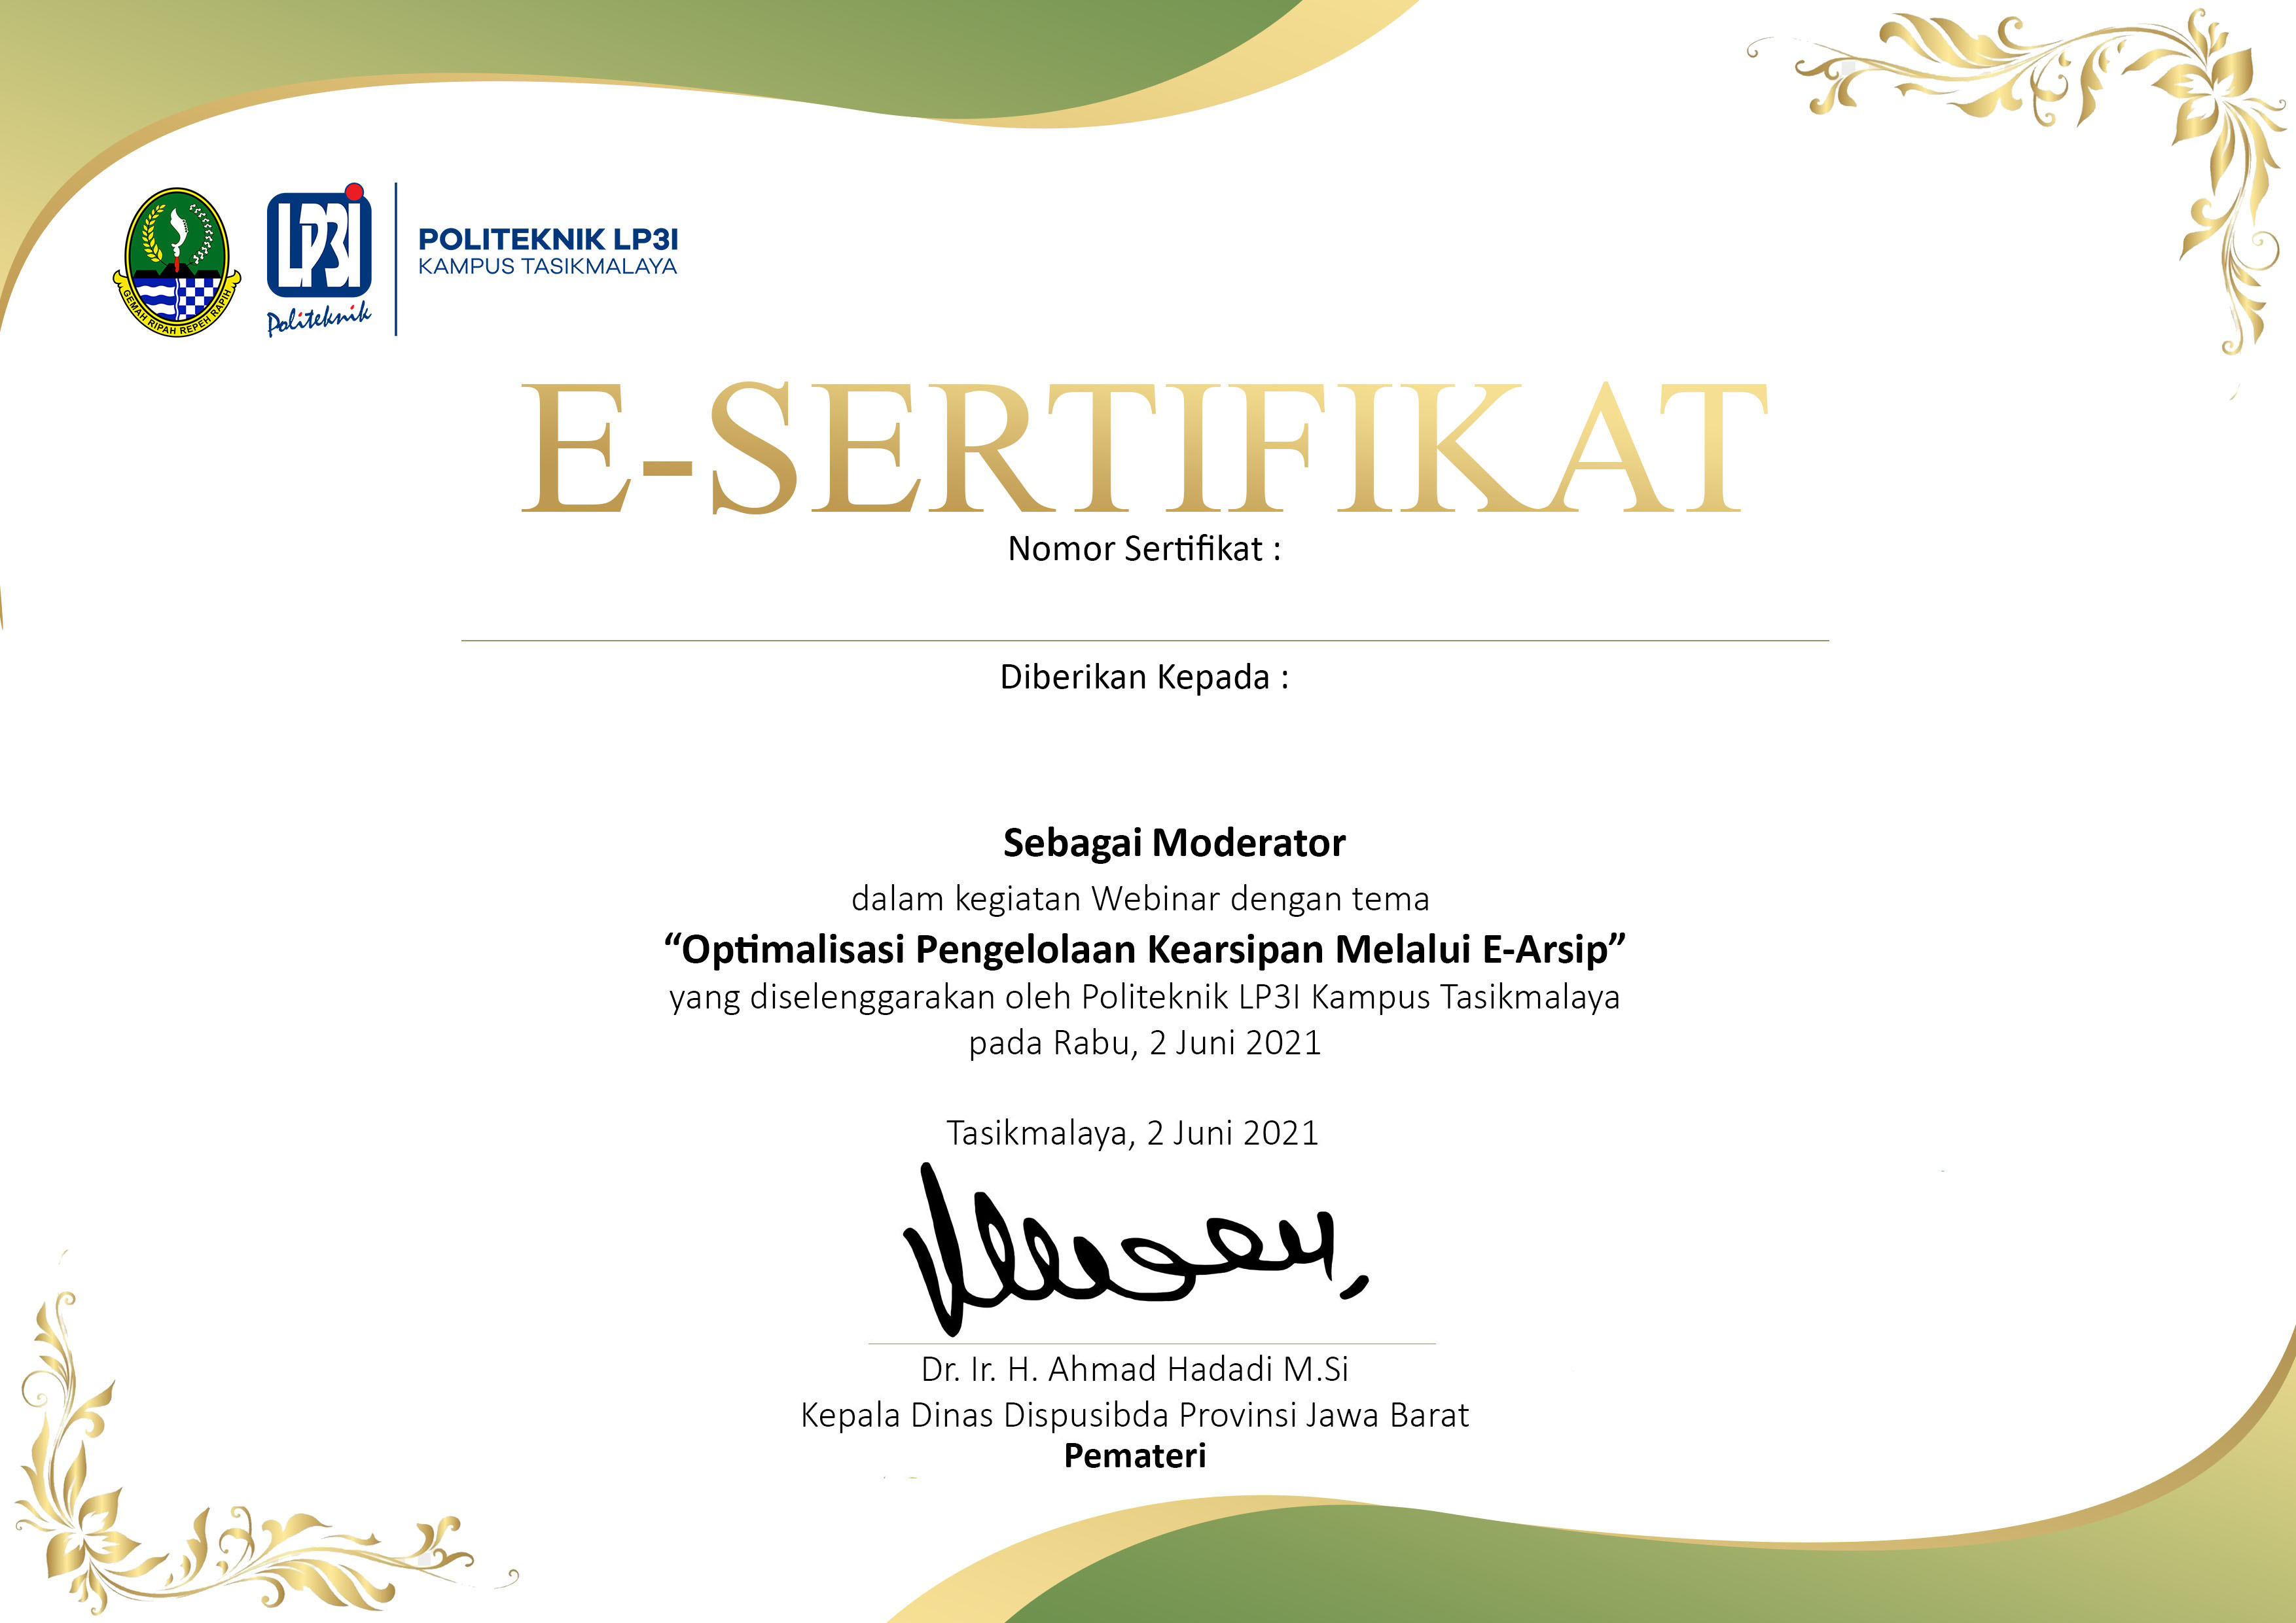 GEMAH RIPAH REPEH RAPIH
LP3I
Politeknik
POLITEKNIK LP3I
KAMPUS TASIKMALAYA
E-SERTIFIKAT
Nomor Sertifikat :
Diberikan Kepada :
Sebagai Moderator
dalam kegiatan Webinar dengan tema
“Optimalisasi Pengelolaan Kearsipan Melalui E-Arsip”
yang diselenggarakan oleh Politeknik LP3I Kampus Tasikmalaya
pada Rabu, 2 Juni 2021
Tasikmalaya, 2 Juni 2021
Dr. Ir. H. Ahmad Hadadi M.Si
Kepala Dinas Dispusibda Provinsi Jawa Barat
Pemateri